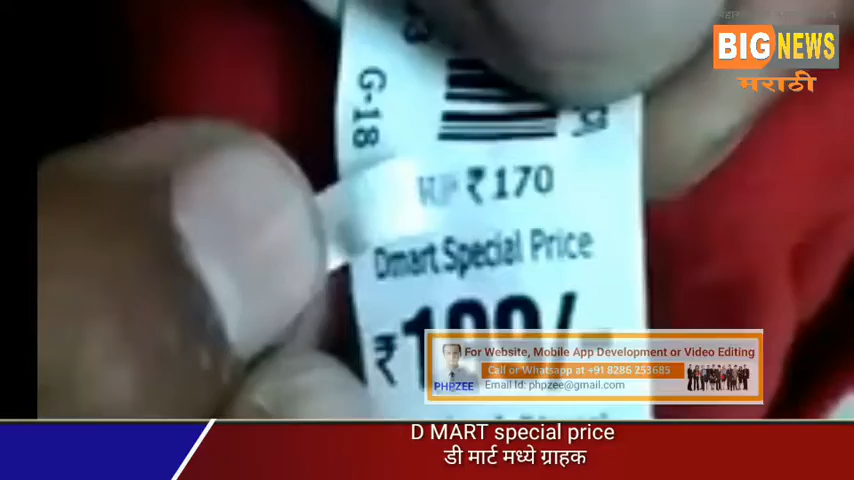 BIG NEWS
मराठी
G-18
₹170
Dmart Special Price
For Website, Mobile App Development or Video Editing
Call or Whatsapp at +91 8286 253685
PHPZEE
Email Id: phpzee@gmail.com
D MART special price
डी मार्ट मध्ये ग्राहक